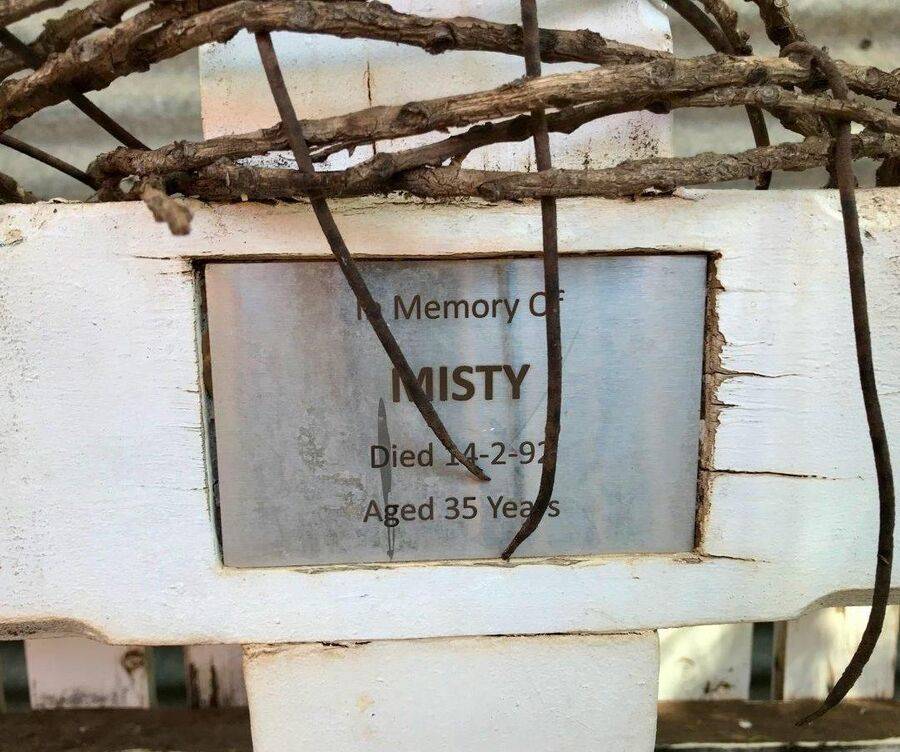 In Memory Of
MISTY
Died 14-2-92
Aged 35 Years